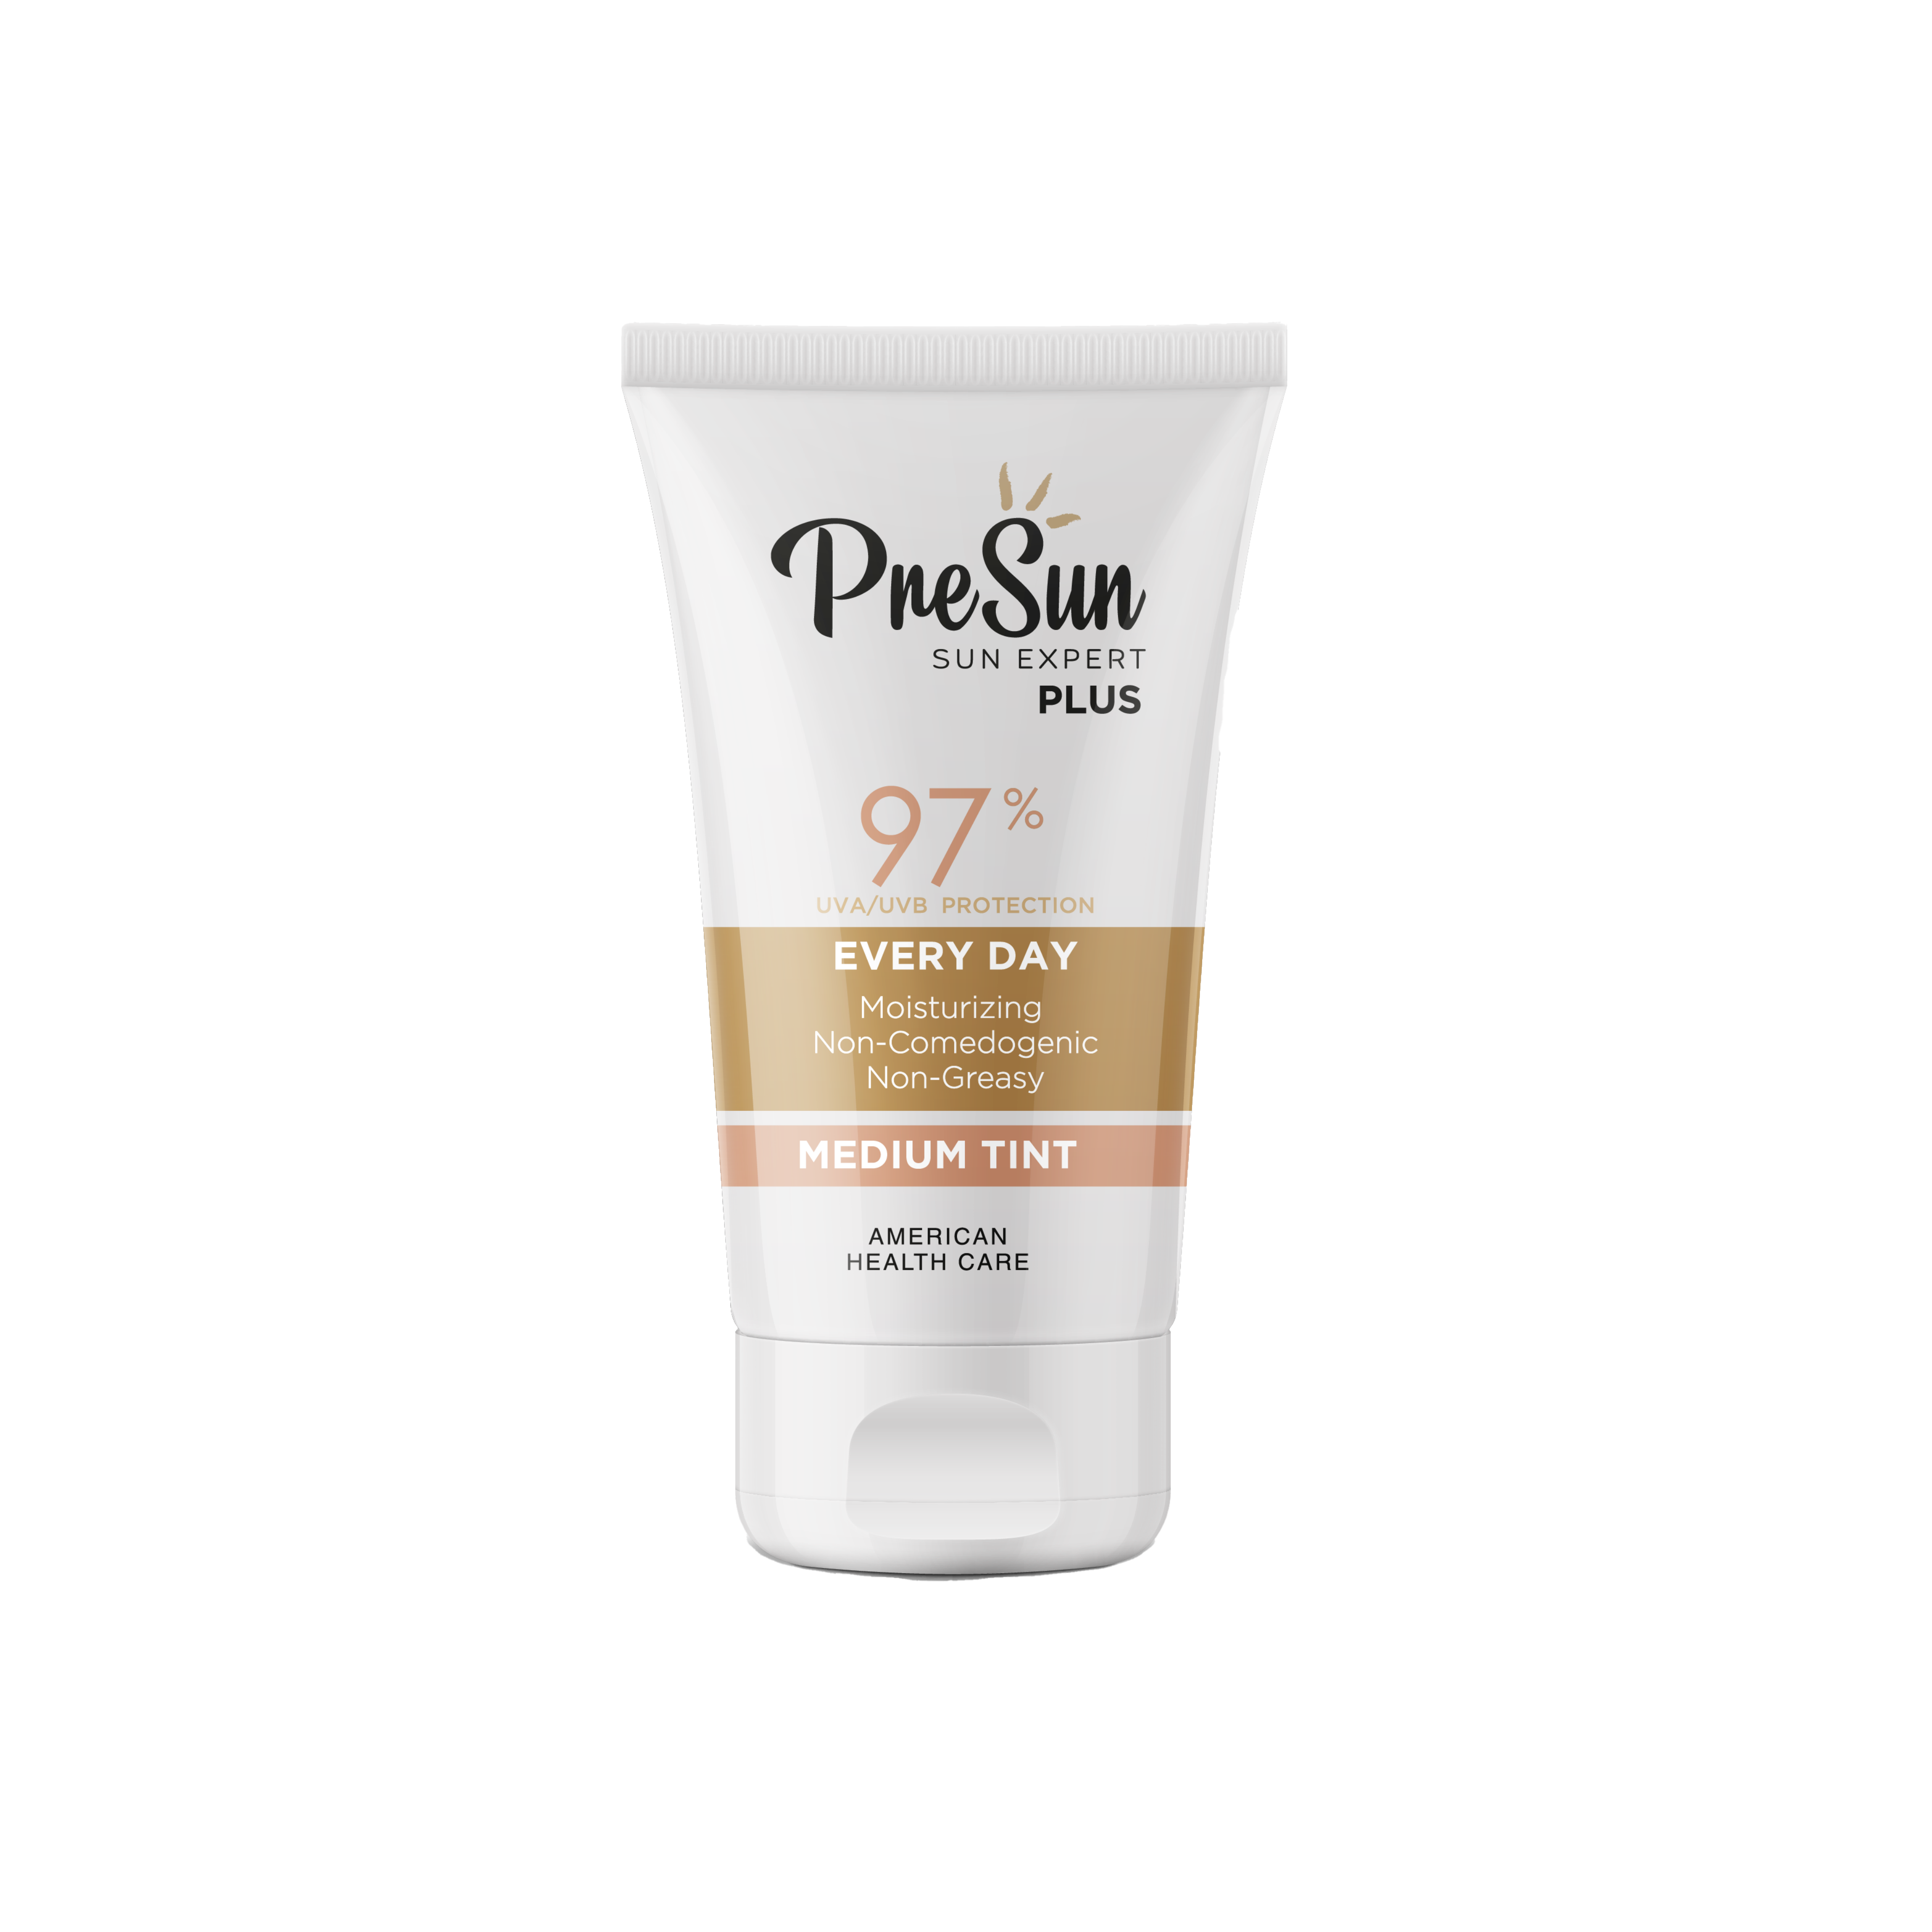 PreSun
SUN EXPERT
PLUS
97%
UVA/UVB PROTECTION
EVERY DAY
Moisturizing
Non-Comedogenic
Non-Greasy
MEDIUM TINT
AMERICAN
HEALTH CARE